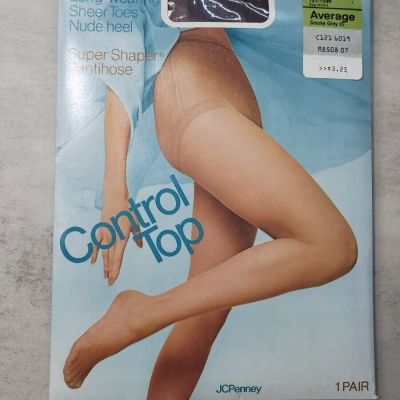 Sheer Toes™
Nude heel
Super Shaper®
Pantihose
Average
Smoke Grey
C121 6019
M8508 07
>>$3.25
Control
Top
JCPenney
1 PAIR